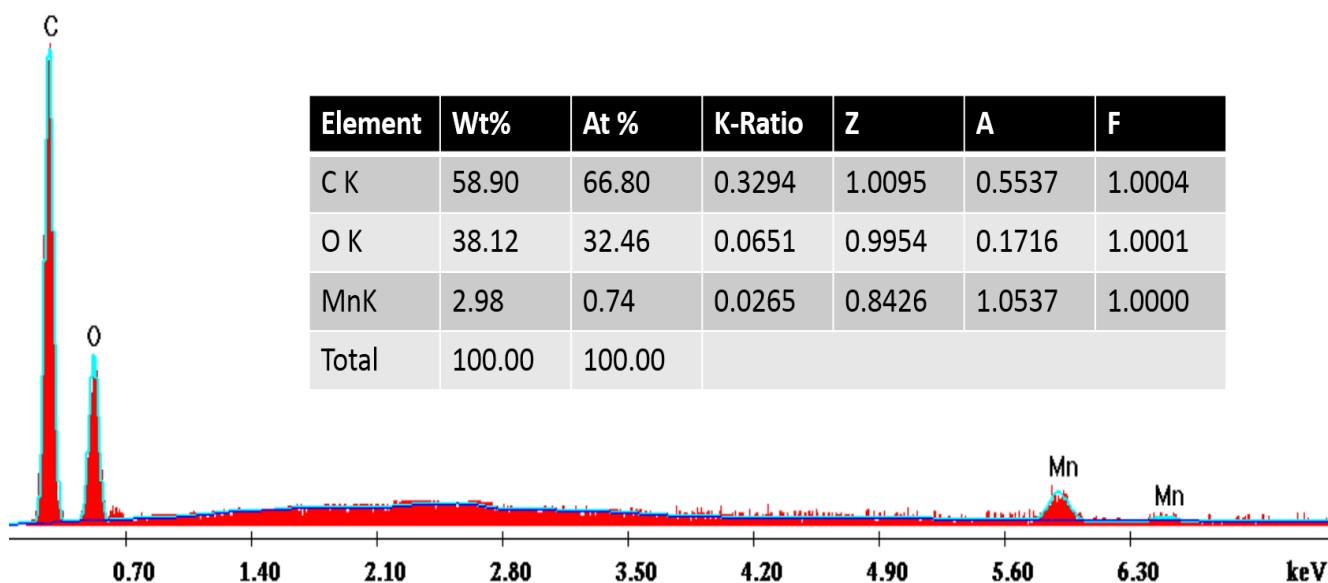 C
Element Wt% At % K-Ratio Z A F
C K 58.90 66.80 0.3294 1.0095 0.5537 1.0004
O K 38.12 32.46 0.0651 0.9954 0.1716 1.0001
MnK 2.98 0.74 0.0265 0.8426 1.0537 1.0000
Total 100.00 100.00
O
Mn
Mn
0.70 1.40 2.10 2.80 3.50 4.20 4.90 5.60 6.30 keV